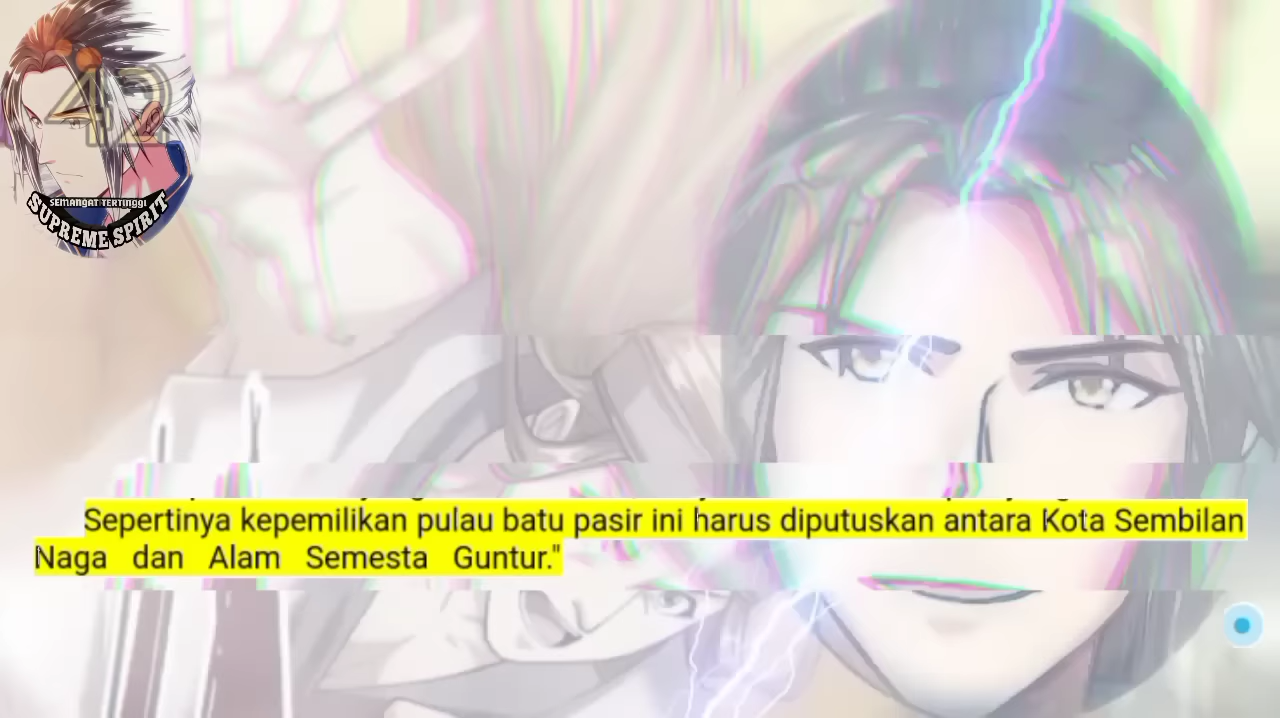 42
SEMANGAT TERTINGGI
SUPREME SPIRIT
Sepertinya kepemilikan pulau batu pasir ini harus diputuskan antara Kota Sembilan
Naga dan Alam Semesta Guntur."